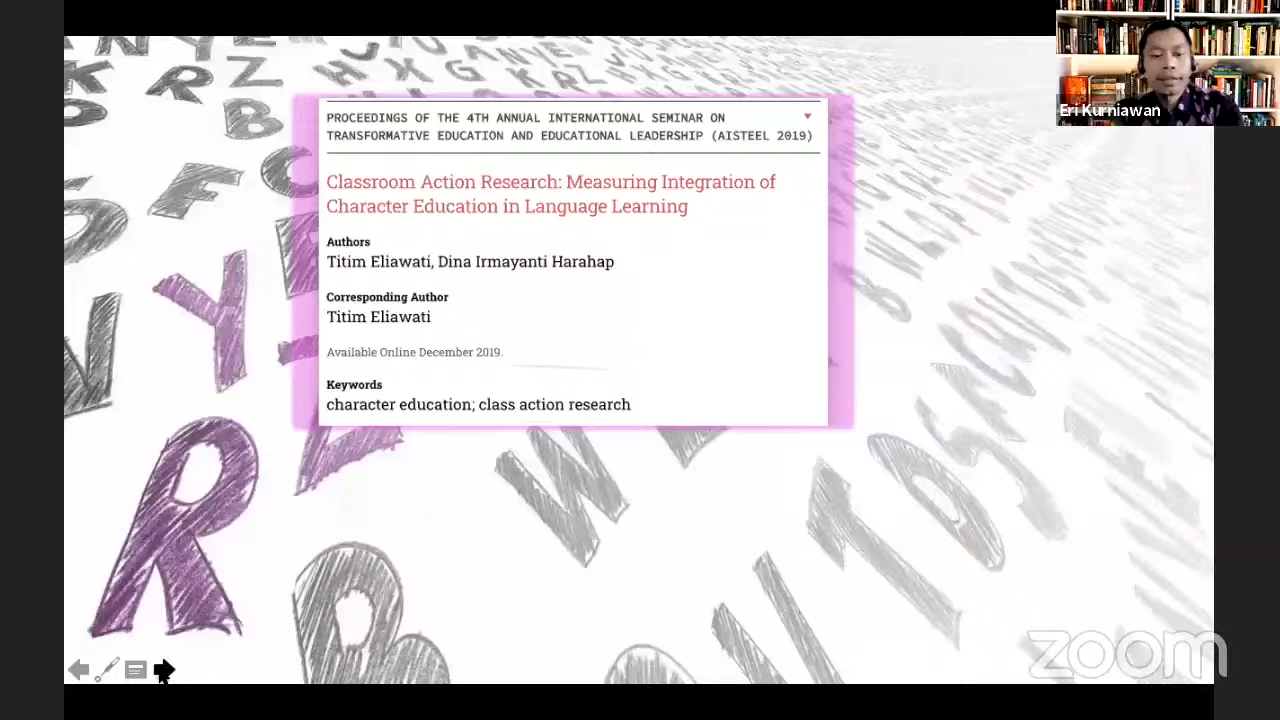 PROCEEDINGS OF THE 4TH ANNUAL INTERNATIONAL SEMINAR ON
TRANSFORMATIVE EDUCATION AND EDUCATIONAL LEADERSHIP (AISTEEL 2019)
Classroom Action Research: Measuring Integration of
Character Education in Language Learning
Authors
Titim Eliawati, Dina Irmayanti Harahap
Corresponding Author
Titim Eliawati
Available Online December 2019.
Keywords
character education; class action research
Eri Kurniawan
zoom